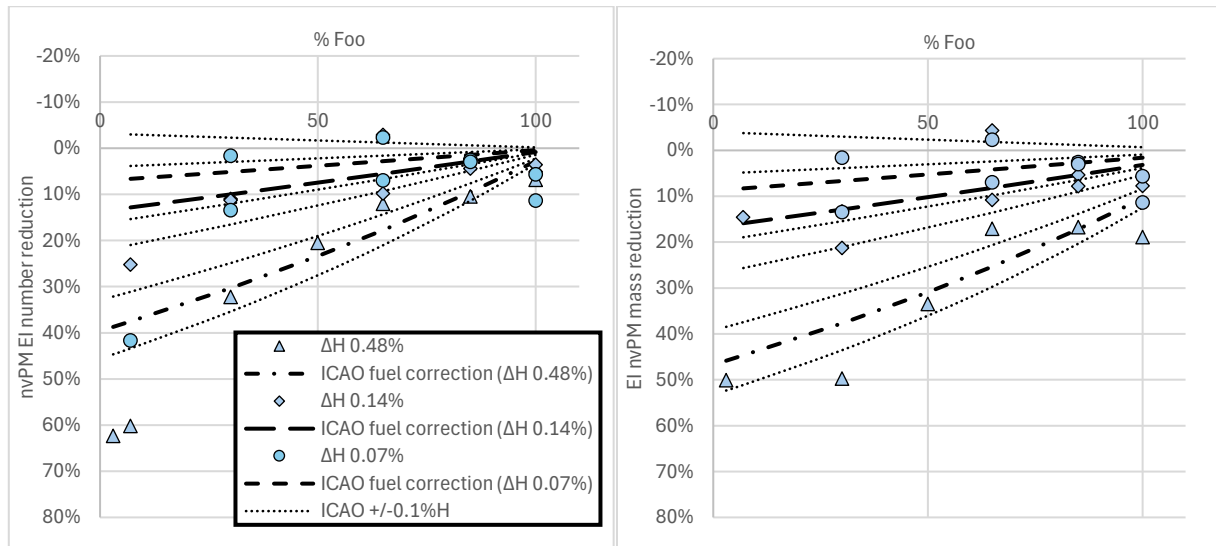 % Foo
-20%
-10%
0%
10%
20%
30%
40%
50%
60%
70%
80%
0
50
100
nvPM EI number reduction
ΔH 0.48%
ICAO fuel correction (ΔH 0.48%)
ΔH 0.14%
ICAO fuel correction (ΔH 0.14%)
ΔH 0.07%
ICAO fuel correction (ΔH 0.07%)
ICAO +/-0.1%H
% Foo
-20%
-10%
0%
10%
20%
30%
40%
50%
60%
70%
80%
0
50
100
EI nvPM mass reduction